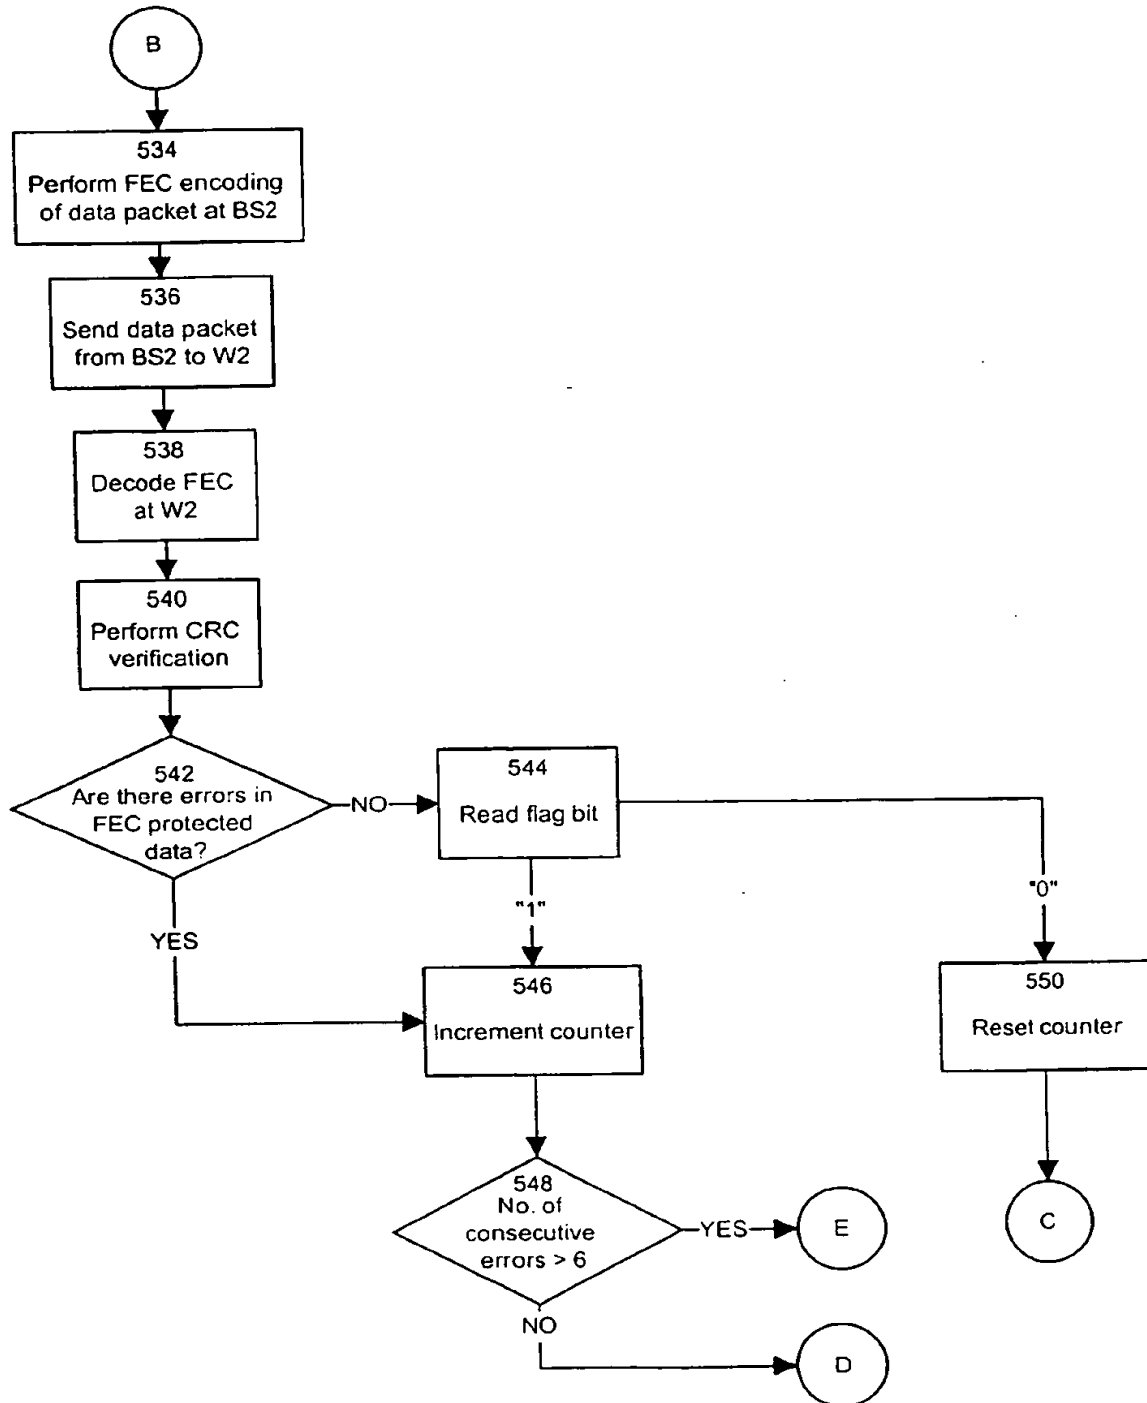 B
534
Perform FEC encoding
of data packet at BS2
536
Send data packet
from BS2 to W2
538
Decode FEC
at W2
540
Perform CRC
verification
542
Are there errors in
FEC protected
data?
NO
544
Read flag bit
"1"
"0"
YES
546
Increment counter
550
Reset counter
548
No. of
consecutive
errors > 6
YES
E
C
NO
D